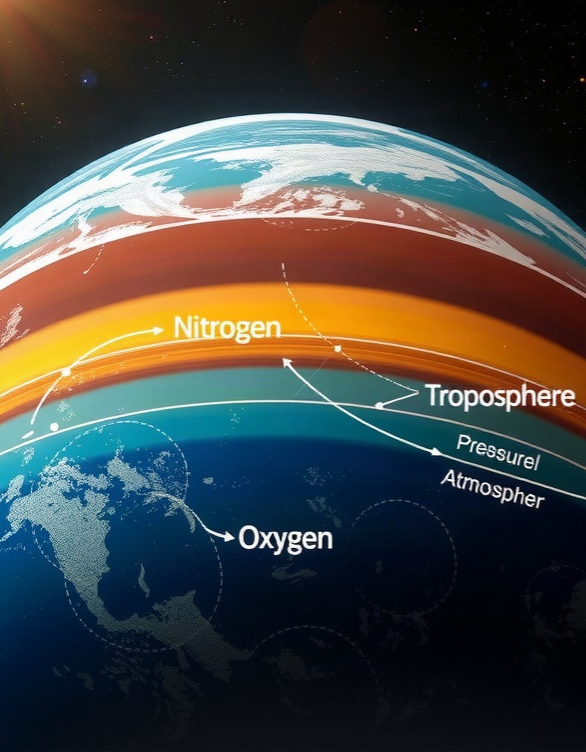 Nitrogen
Troposphere
Pressurel
Atmospher
Oxygen